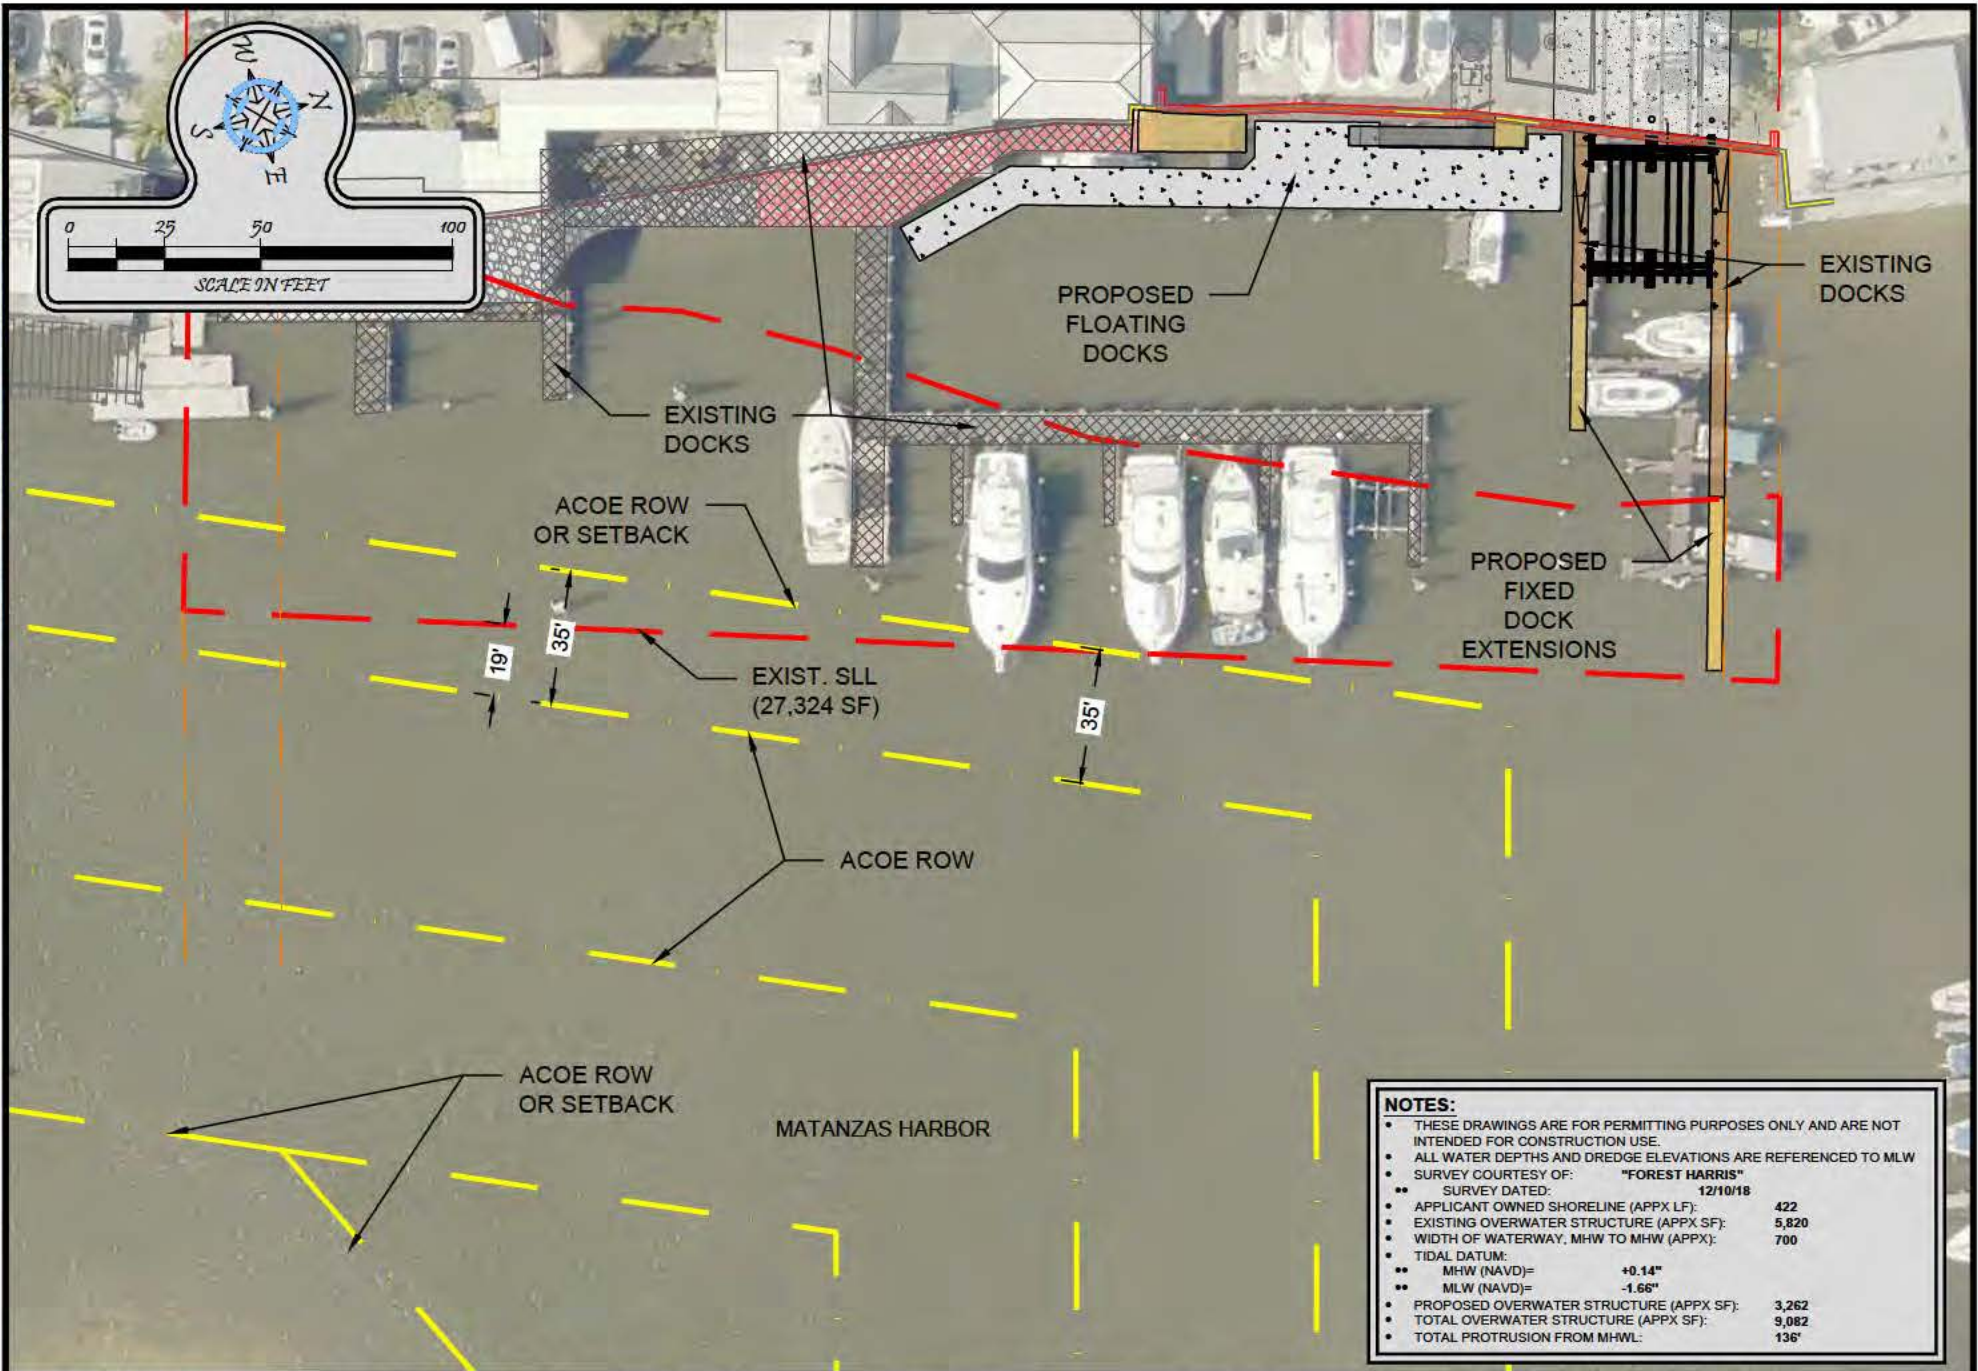 W
N
S
E
0 25 50 100
SCALE IN FEET
PROPOSED
FLOATING
DOCKS
EXISTING
DOCKS
EXISTING
DOCKS
ACOE ROW
OR SETBACK
PROPOSED
FIXED
DOCK
EXTENSIONS
19'
35'
EXIST. SLL
(27,324 SF)
35'
ACOE ROW
ACOE ROW
OR SETBACK
MATANZAS HARBOR
NOTES:
• THESE DRAWINGS ARE FOR PERMITTING PURPOSES ONLY AND ARE NOT
INTENDED FOR CONSTRUCTION USE.
• ALL WATER DEPTHS AND DREDGE ELEVATIONS ARE REFERENCED TO MLW
• SURVEY COURTESY OF: "FOREST HARRIS"
•• SURVEY DATED: 12/10/18
• APPLICANT OWNED SHORELINE (APPX LF): 422
• EXISTING OVERWATER STRUCTURE (APPX SF): 5,820
• WIDTH OF WATERWAY, MHW TO MHW (APPX): 700
• TIDAL DATUM:
•• MHW (NAVD)= +0.14"
•• MLW (NAVD)= -1.66"
• PROPOSED OVERWATER STRUCTURE (APPX SF): 3,262
• TOTAL OVERWATER STRUCTURE (APPX SF): 9,082
• TOTAL PROTRUSION FROM MHWL: 136'